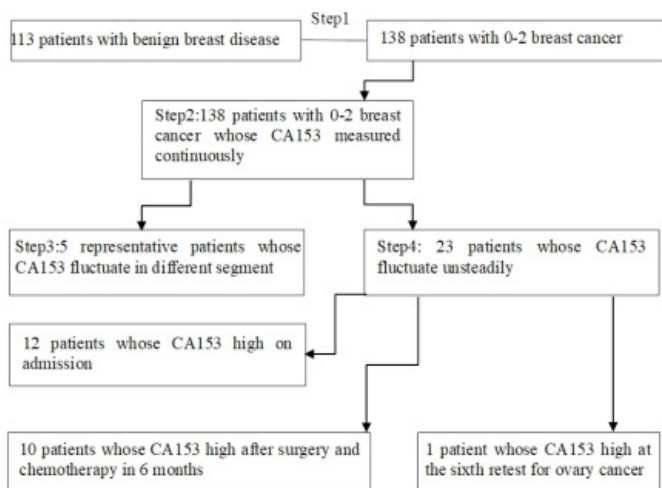 Step1
113 patients with benign breast disease
138 patients with 0-2 breast cancer
Step2:138 patients with 0-2 breast
cancer whose CA153 measured
continuously
Step3:5 representative patients whose
CA153 fluctuate in different segment
Step4: 23 patients whose CA153
fluctuate unsteadily
12 patients whose CA153 high on
admission
10 patients whose CA153 high after surgery and
chemotherapy in 6 months
1 patient whose CA153 high at
the sixth retest for ovary cancer